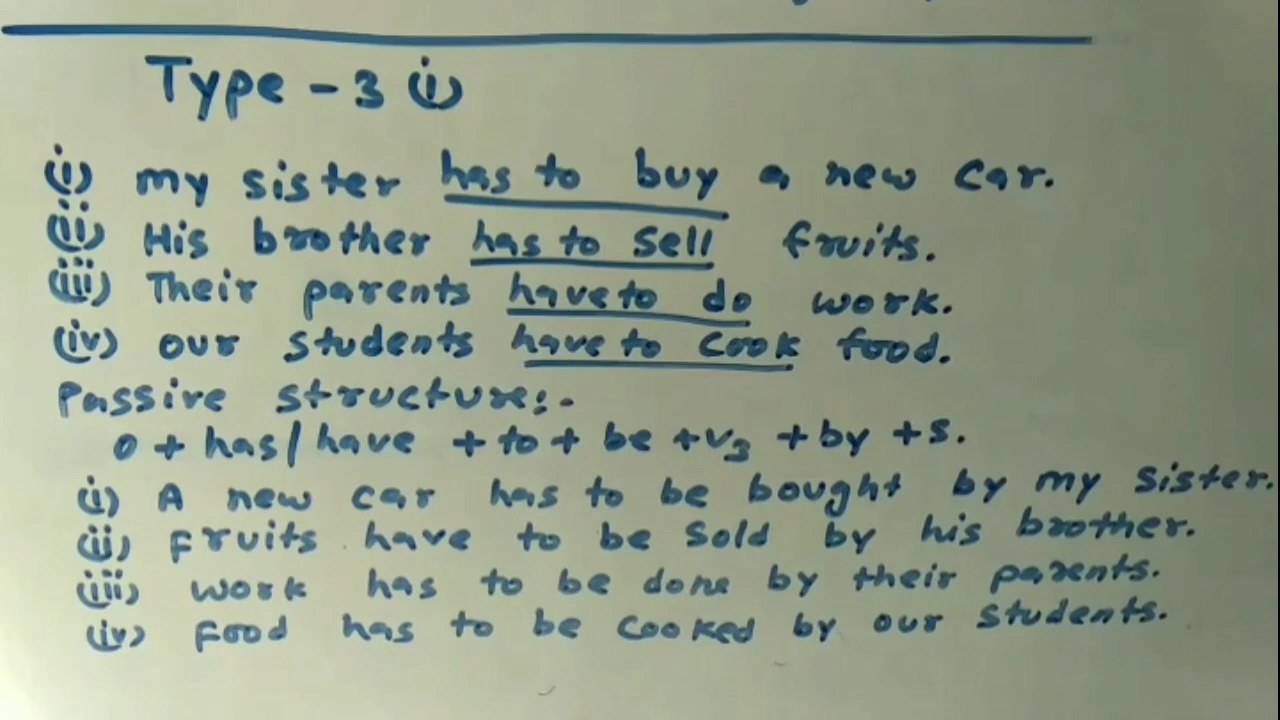 Type - 3 (i)
(i) my sister has to buy a new car.
(ii) His brother has to sell fruits.
(iii) Their parents have to do work.
(iv) our students have to cook food.
Passive structure:-
O + has/have + to + be + v3 + by + s.
(i) A new car has to be bought by my sister.
(ii) Fruits have to be sold by his brother.
(iii) work has to be done by their parents.
(iv) Food has to be cooked by our students.